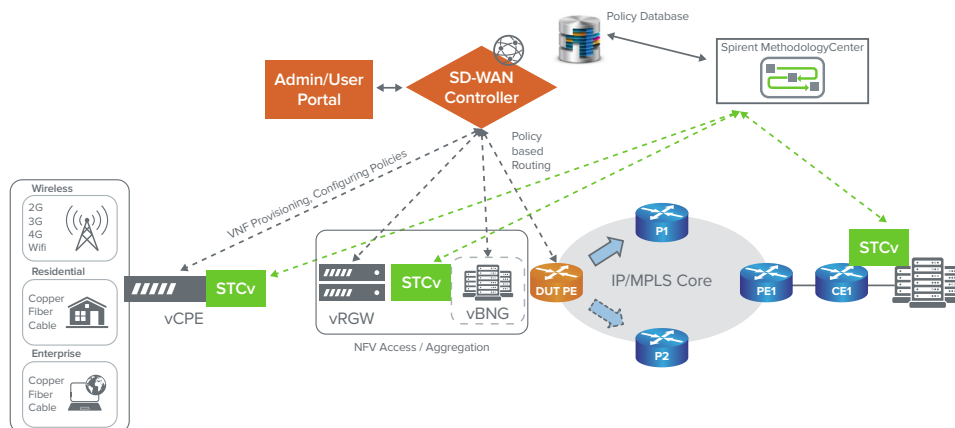 Policy Database
Spirent MethodologyCenter
Admin/User
Portal
SD-WAN
Controller
Policy
based
Routing
VNF Provisioning, Configuring Policies
Wireless
2G
3G
4G
Wifi
Residential
Copper
Fiber
Cable
Enterprise
Copper
Fiber
Cable
STCv
vCPE
STCv
vRGW
vBNG
NFV Access / Aggregation
DUT PE
P1
IP/MPLS Core
P2
PE1
CE1
STCv